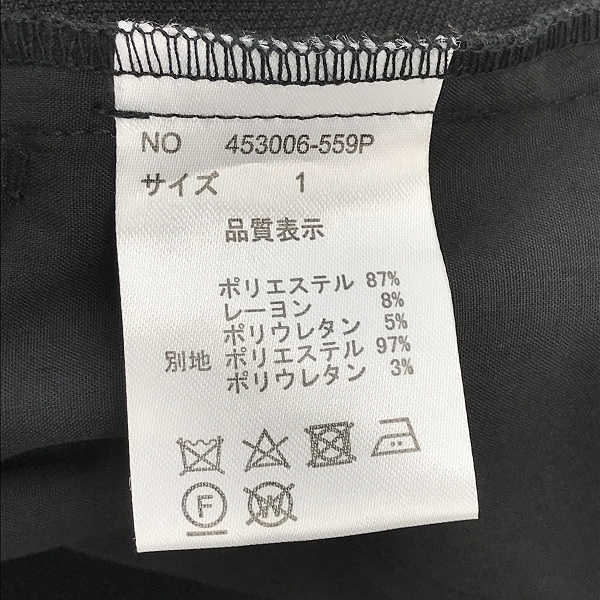 NO 453006-559P
サイズ 1
品質表示
ポリエステル 87%
レーヨン 8%
ポリウレタン 5%
別地 ポリエステル 97%
ポリウレタン 3%
F W